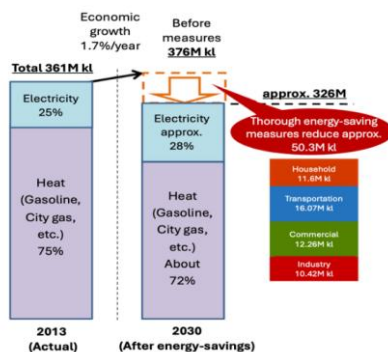 Economic
growth
1.7%/year
Before
measures
376M kl
Total 361M kl
approx. 326M
Electricity
25%
Electricity
approx.
28%
Thorough energy-saving
measures reduce approx.
50.3M kl
Heat
(Gasoline,
City gas,
etc.)
75%
Heat
(Gasoline,
City gas,
etc.)
About
72%
Household
11.6M kl
Transportation
16.07M kl
Commercial
12.26M kl
Industry
10.42M kl
2013
(Actual)
2030
(After energy-savings)